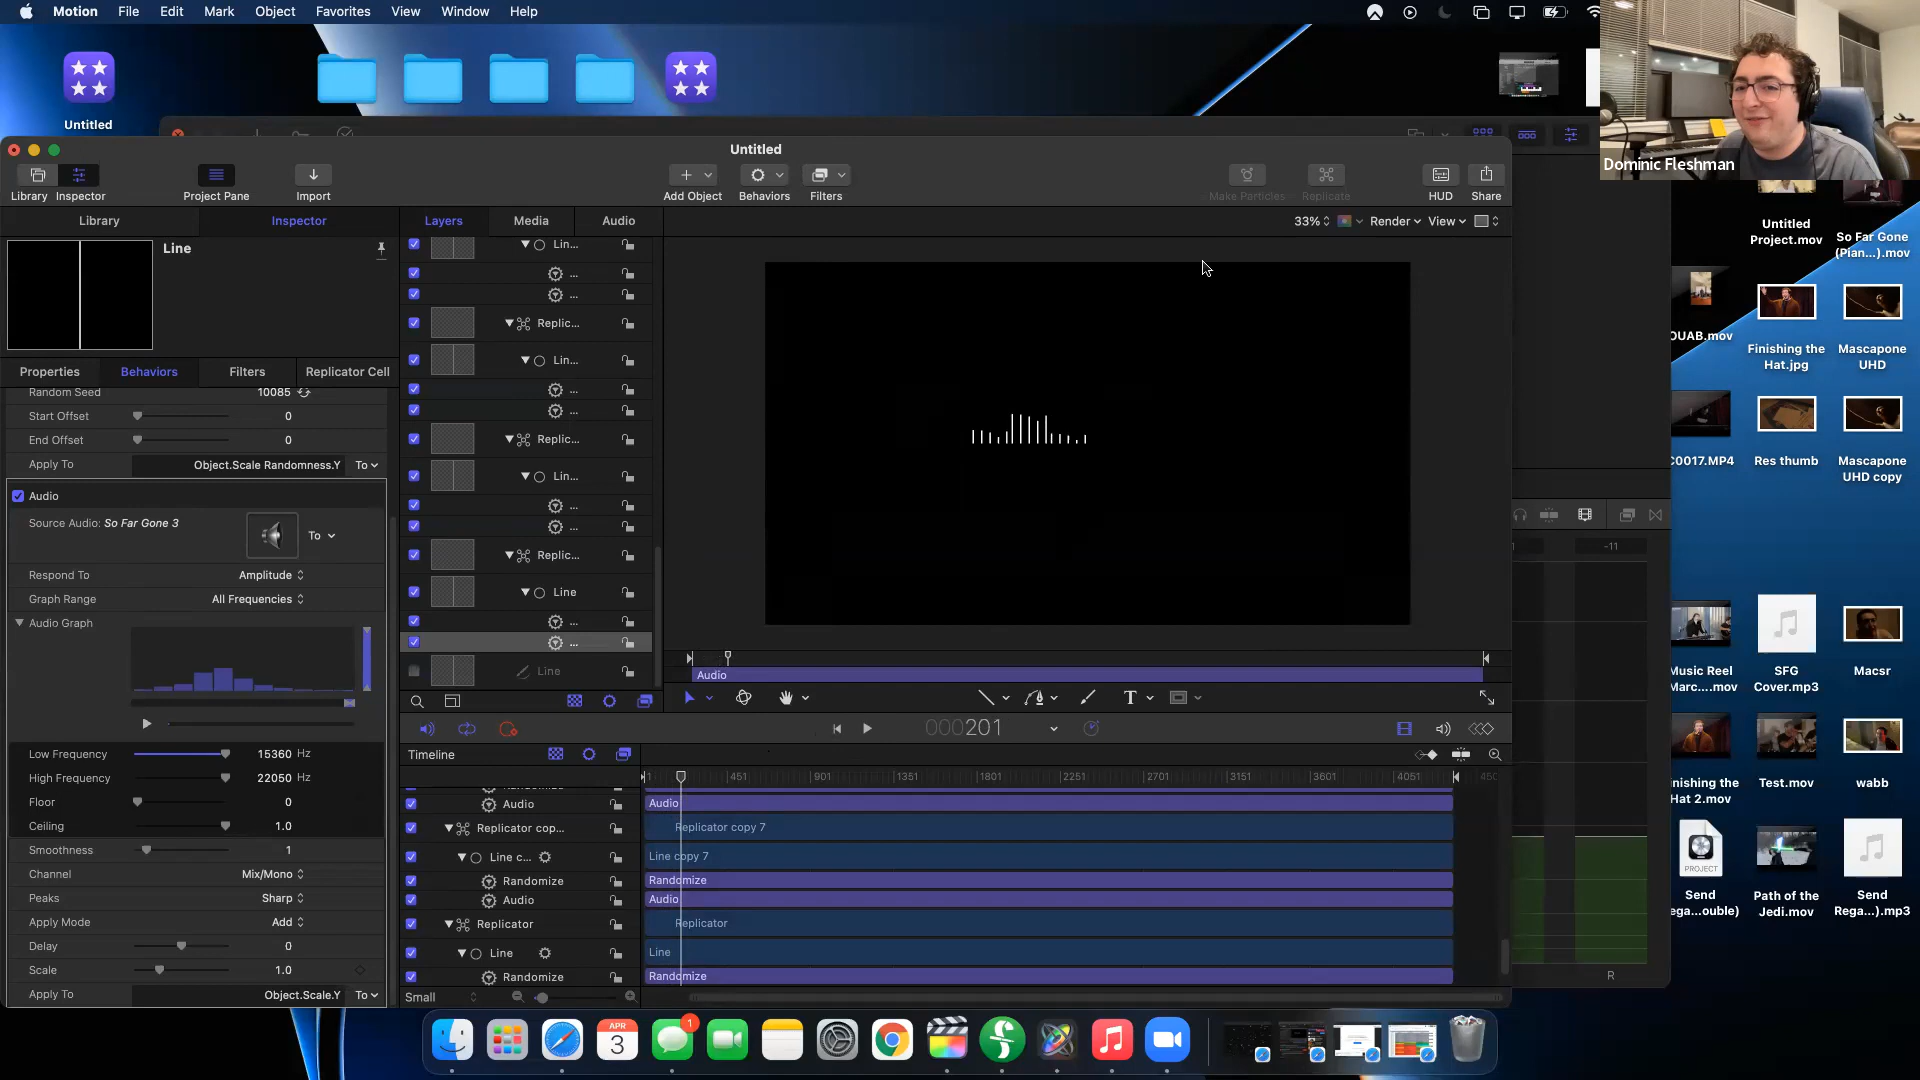 Motion File Edit Mark Object Favorites View Window Help
Untitled
Untitled
Library Inspector Project Pane Import Add Object Behaviors Filters Make Particles Replicate HUD Share
Dominic Fleshman
Library Inspector Layers Media Audio
33% Render View
Line
Properties Behaviors Filters Replicator Cell
Random Seed 10085
Start Offset 0
End Offset 0
Apply To Object.Scale Randomness.Y To
Audio
Source Audio: So Far Gone 3 To
Respond To Amplitude
Graph Range All Frequencies
Audio Graph
Low Frequency 15360 Hz
High Frequency 22050 Hz
Floor 0
Ceiling 1.0
Smoothness 1
Channel Mix/Mono
Peaks Sharp
Apply Mode Add
Delay 0
Scale 1.0
Apply To Object.Scale.Y To
Lin...
...
...
Replic...
Lin...
...
...
Replic...
Lin...
...
...
Replic...
Line
...
...
Line
Audio
T
000201
Timeline
1 451 901 1351 1801 2251 2701 3151 3601 4051 450
Audio Audio
Replicator cop... Replicator copy 7
Line c... Line copy 7
Randomize Randomize
Audio Audio
Replicator Replicator
Line Line
Randomize Randomize
Small
-11
R
Untitled
Project.mov
So Far Gone
(Pian...).mov
OUAB.mov
Finishing the
Hat.jpg
Mascapone
UHD
C0017.MP4
Res thumb
Mascapone
UHD copy
Music Reel
Marc....mov
SFG
Cover.mp3
Macsr
inishing the
Hat 2.mov
Test.mov
wabb
Send
ega...ouble)
Path of the
Jedi.mov
Send
Rega...).mp3
APR
3
1